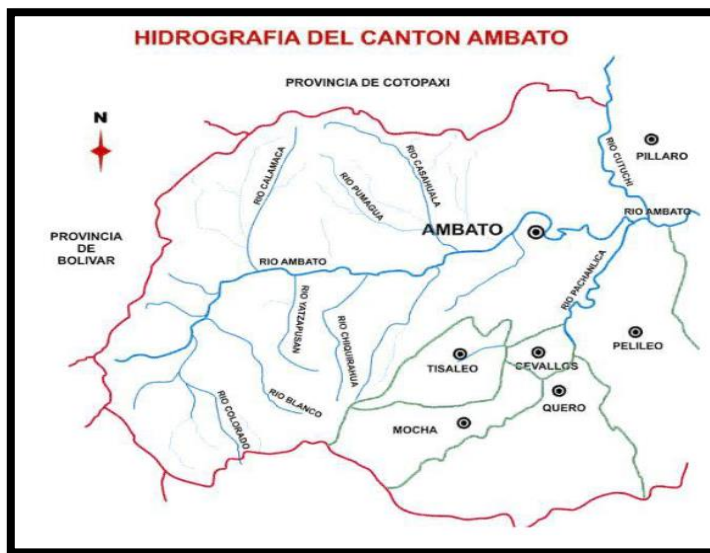 HIDROGRAFIA DEL CANTON AMBATO
PROVINCIA DE COTOPAXI
N
PILLARO
RIO CUTUCHI
RIO CALAMACA
RIO PUMAGUA
RIO CASAHUALA
RIO AMBATO
AMBATO
PROVINCIA
DE
BOLIVAR
RIO AMBATO
RIO PACHANLICA
RIO YATZAPUSAN
RIO CHIQUIRAHUA
PELILEO
TISALEO
CEVALLOS
QUERO
RIO BLANCO
RIO COLORADO
MOCHA